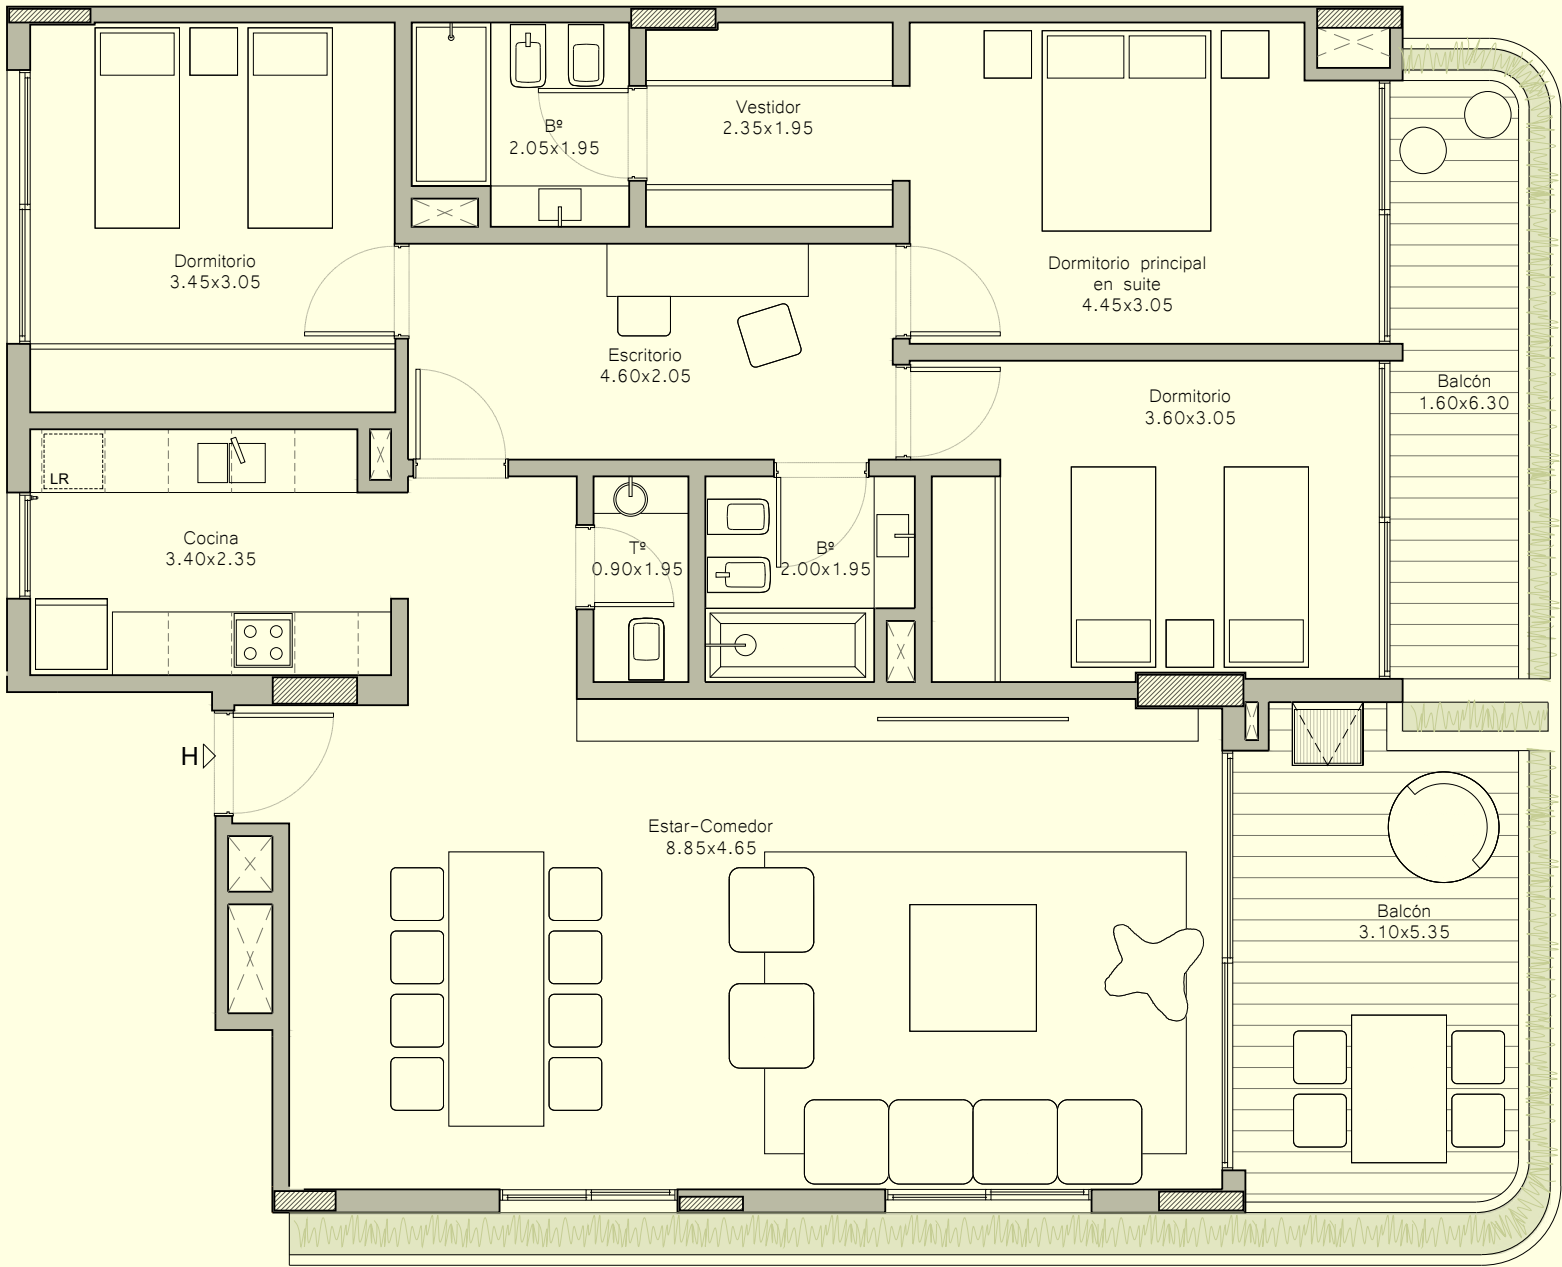 Bº
2.05x1.95
Vestidor
2.35x1.95
Dormitorio
3.45x3.05
Dormitorio principal
en suite
4.45x3.05
Escritorio
4.60x2.05
Balcón
1.60x6.30
Dormitorio
3.60x3.05
LR
Cocina
3.40x2.35
Tº
0.90x1.95
Bº
2.00x1.95
H
Estar-Comedor
8.85x4.65
Balcón
3.10x5.35